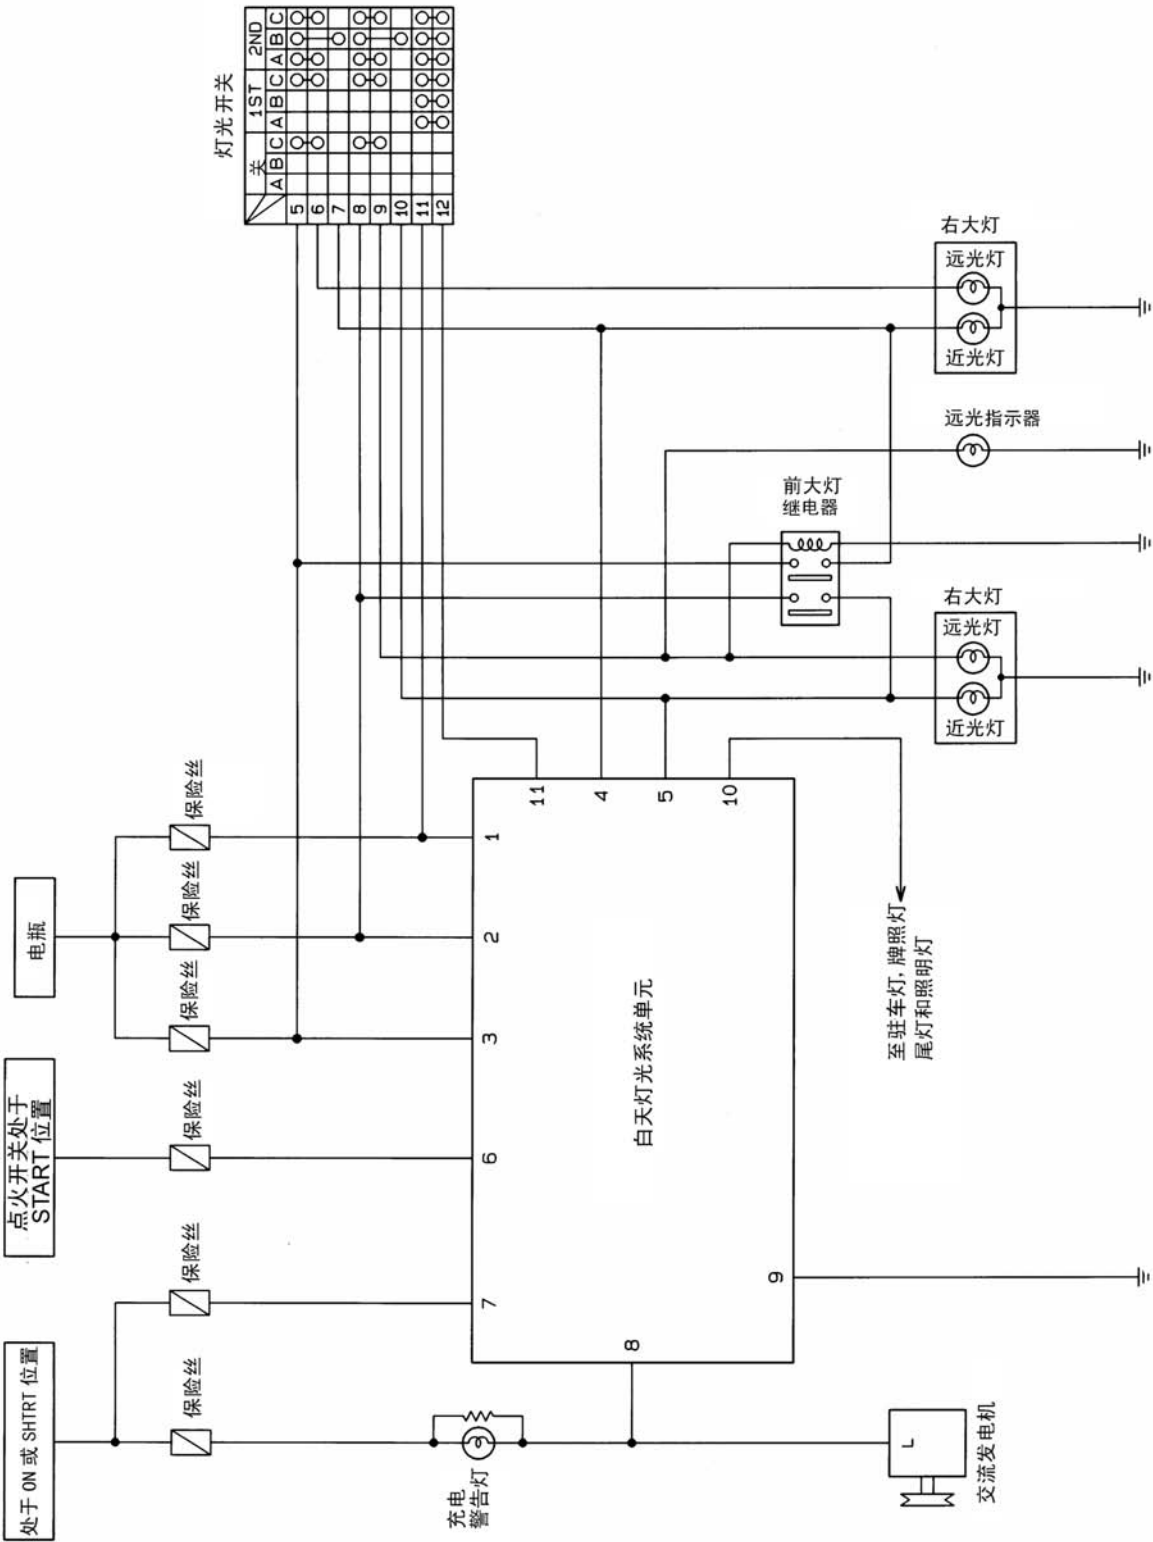 灯光开关
关 1ST 2ND
A B C A B C A B C
5
6
7
8
9
10
11
12
右大灯
远光灯
近光灯
远光指示器
前大灯
继电器
右大灯
远光灯
近光灯
电瓶
点火开关处于
START 位置
处于 ON 或 SHTRT 位置
保险丝
保险丝
保险丝
保险丝
保险丝
保险丝
1
2
3
6
7
11
4
5
10
9
8
白天灯光系统单元
至驻车灯,牌照灯
尾灯和照明灯
充电
警告灯
L
交流发电机